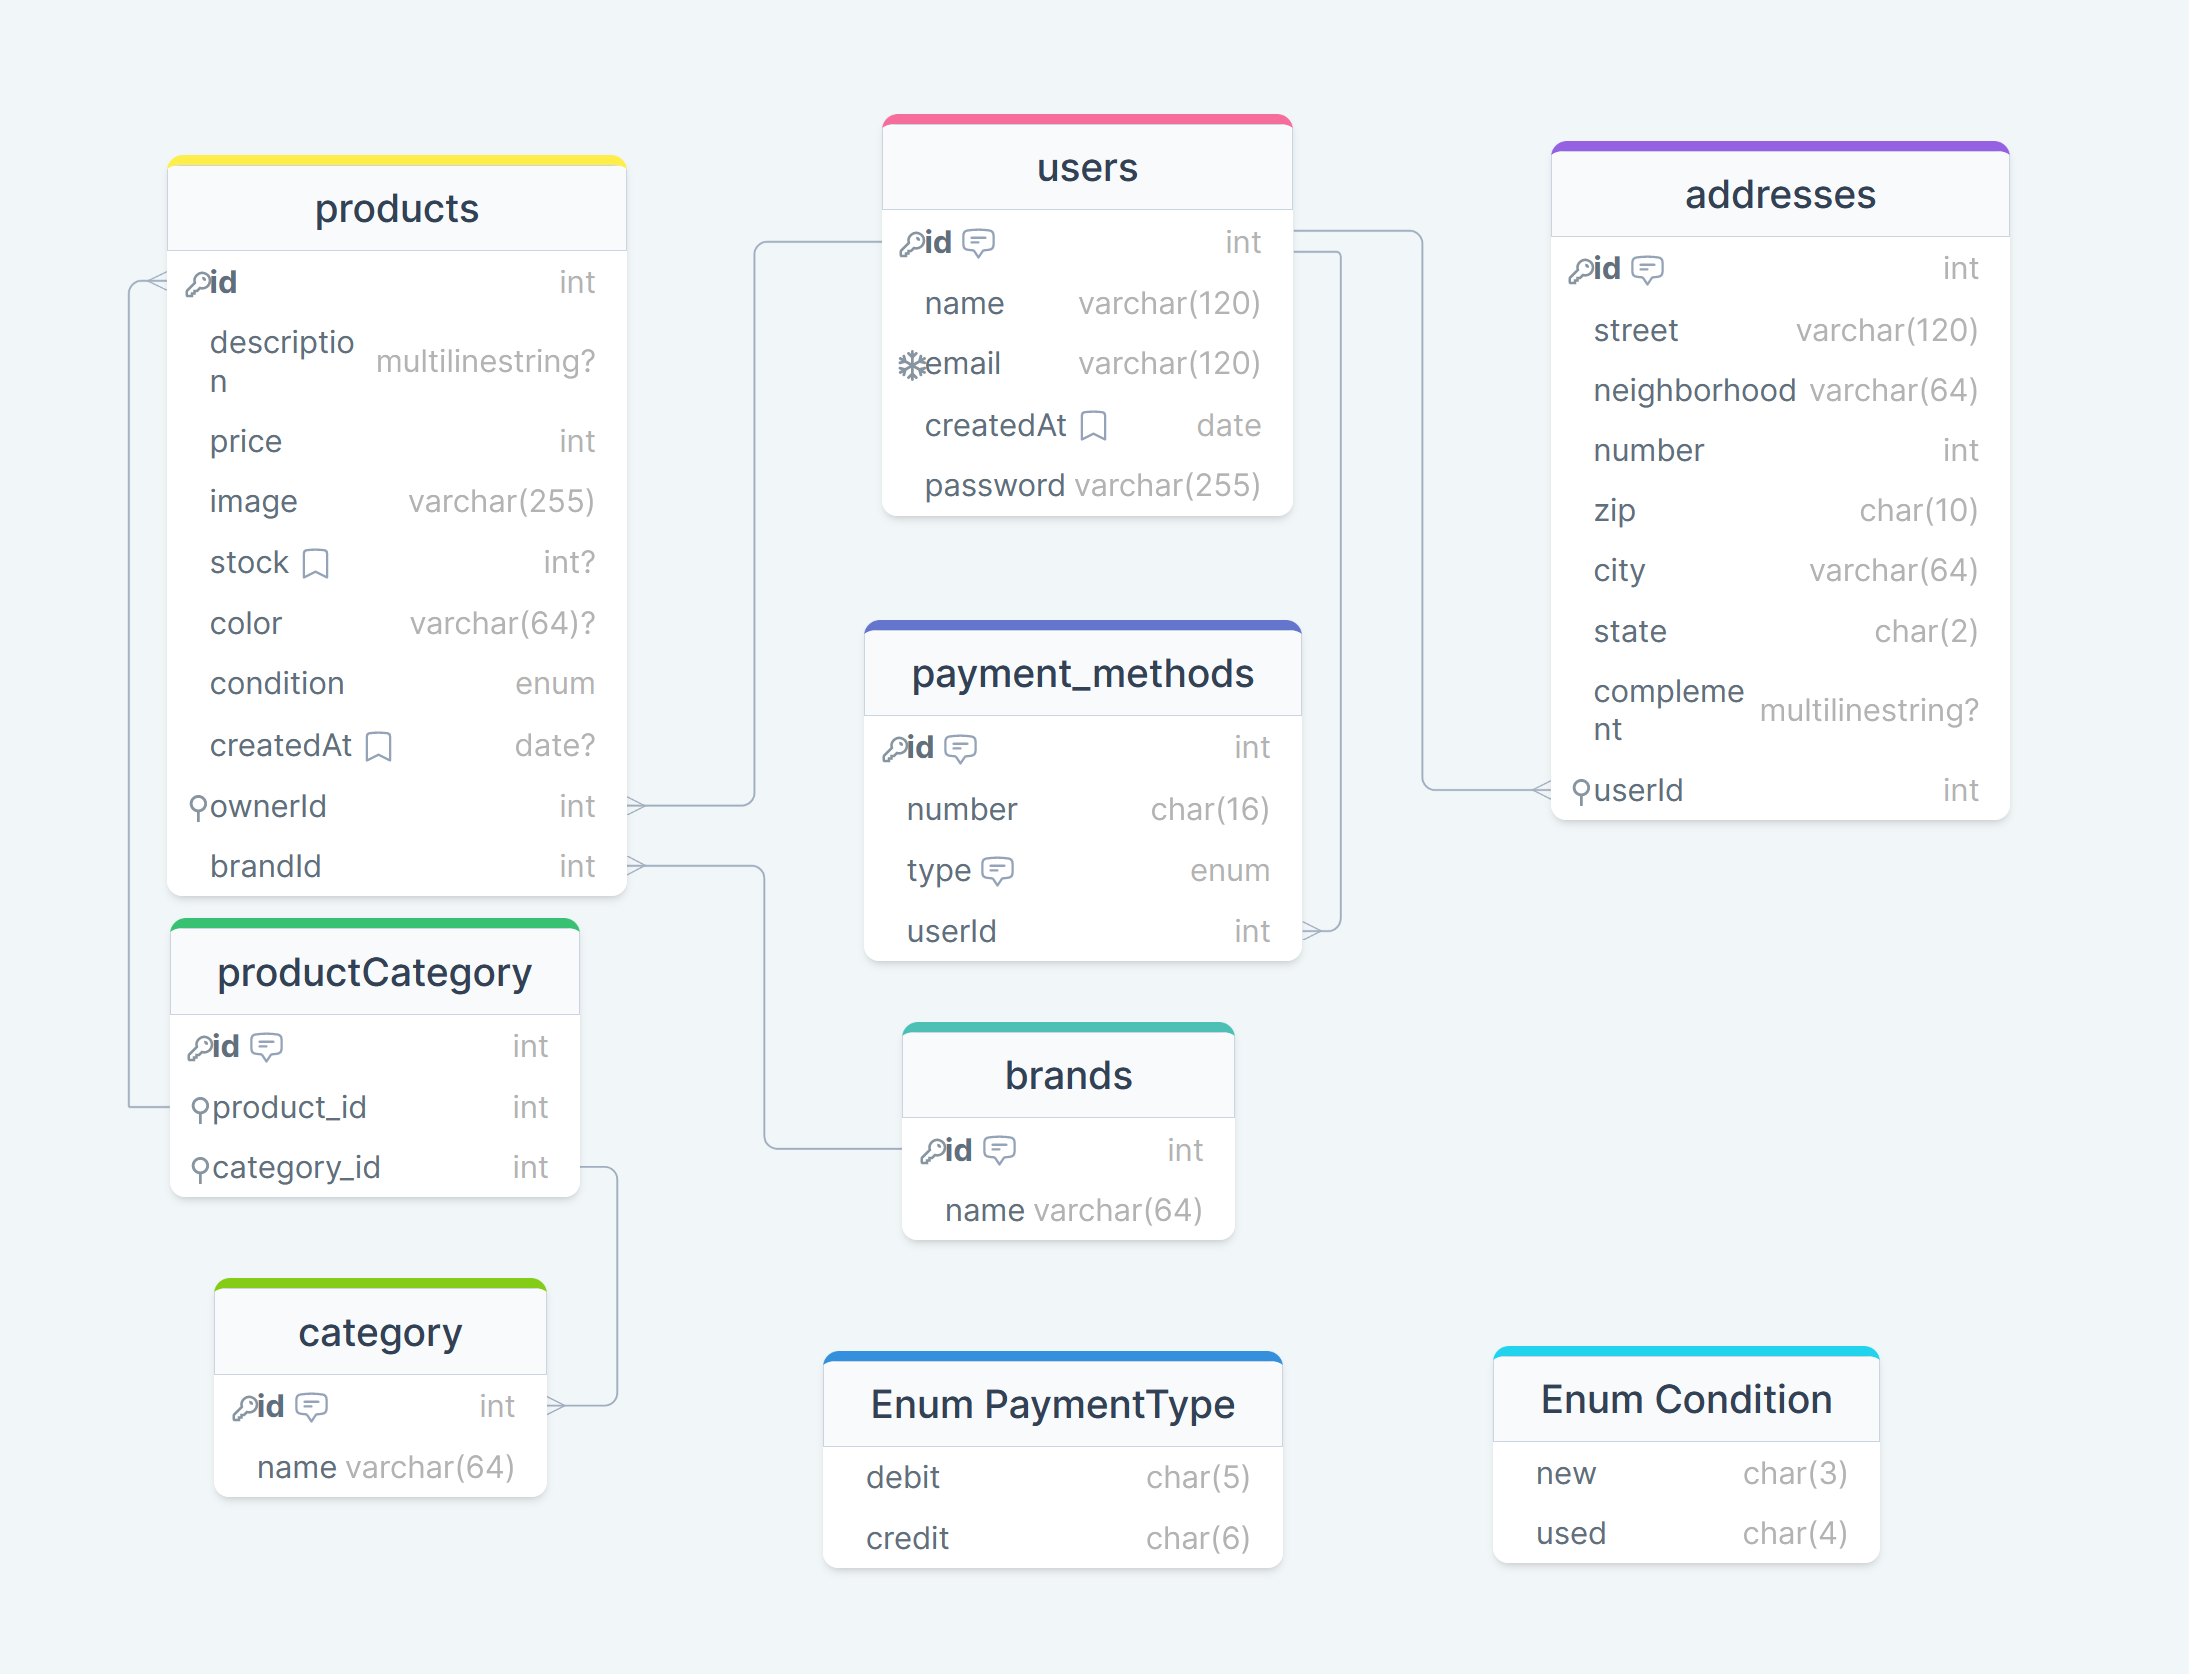 products
id int
descriptio
n multilinestring?
price int
image varchar(255)
stock int?
color varchar(64)?
condition enum
createdAt date?
ownerId int
brandId int
users
id int
name varchar(120)
email varchar(120)
createdAt date
password varchar(255)
addresses
id int
street varchar(120)
neighborhood varchar(64)
number int
zip char(10)
city varchar(64)
state char(2)
ompleme
nt multilinestring?
userId int
payment_methods
id int
number char(16)
type enum
userId int
productCategory
id int
product_id int
category_id int
brands
id int
name varchar(64)
category
id int
name varchar(64)
Enum PaymentType
debit char(5)
credit char(6)
Enum Condition
new char(3)
used char(4)